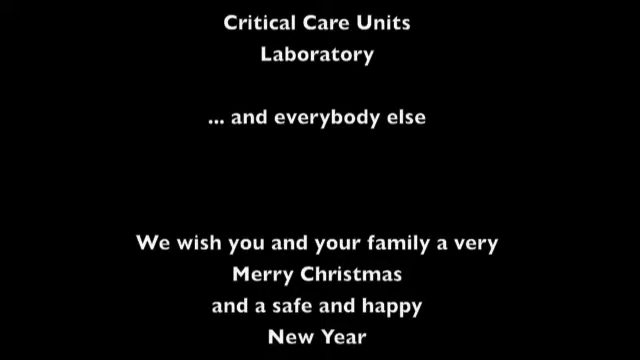 Critical Care Units
Laboratory
... and everybody else
We wish you and your family a very
Merry Christmas
and a safe and happy
New Year